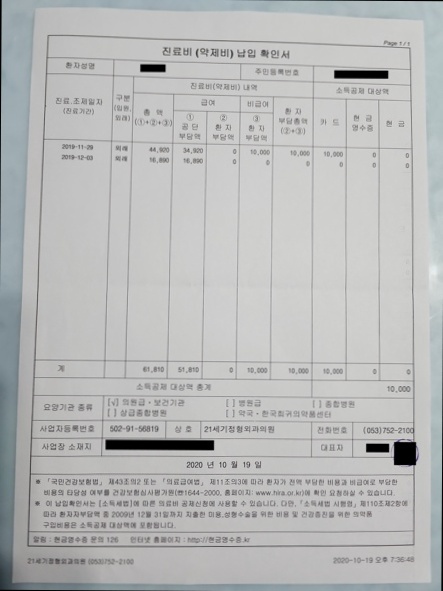 Page 1 / 1
진료비 (약제비) 납입 확인서
환자성명 주민등록번호
진료비(약제비) 내역 소득공제 대상액
진료.조제일자 (진료기간) 구분 (입원, 외래) 총 액 (①+②+③) 급여 비급여 환 자 부담총액 (②+③) 카 드 현 금 영수증 현 금
① 공 단 부담액 ② 환 자 부담액 ③ 환 자 부담액
2019-11-29 외래 44,920 34,920 0 10,000 10,000 10,000 0 0
2019-12-03 외래 16,890 16,890 0 0 0 0 0 0
계 61,810 51,810 0 10,000 10,000 10,000 0 0
소득공제 대상액 총계 10,000
요양기관 종류 [√] 의원급・보건기관 [ ] 병원급 [ ] 종합병원
[ ] 상급종합병원 [ ] 약국・한국희귀의약품센터
사업자등록번호 502-91-56819 상 호 21세기정형외과의원 전화번호 (053)752-2100
사업장 소재지 대표자
2020 년 10 월 19 일
※ 「국민건강보험법」 제43조의2 또는 「의료급여법」 제11조의3에 따라 환자가 전액 부담한 비용과 비급여로 부담한
비용의 타당성 여부를 건강보험심사평가원(☎1644-2000, 홈페이지: www.hira.or.kr)에 확인 요청하실 수 있습니다.
※ 이 납입확인서는 [소득세법]에 따른 의료비 공제신청에 사용할 수 있습니다. 다만, 「소득세법 시행령」 제110조제2항에
따라 환자부담액 중 2009년 12월 31일까지 지출한 미용,성형수술을 위한 비용 및 건강증진을 위한 의약품
구입비용은 소득공제 대상에 포함됩니다.
알림 : 현금영수증 문의 126 인터넷 홈페이지 : http://현금영수증.kr
21세기정형외과의원 (053)752-2100 2020-10-19 오후 7:36:48